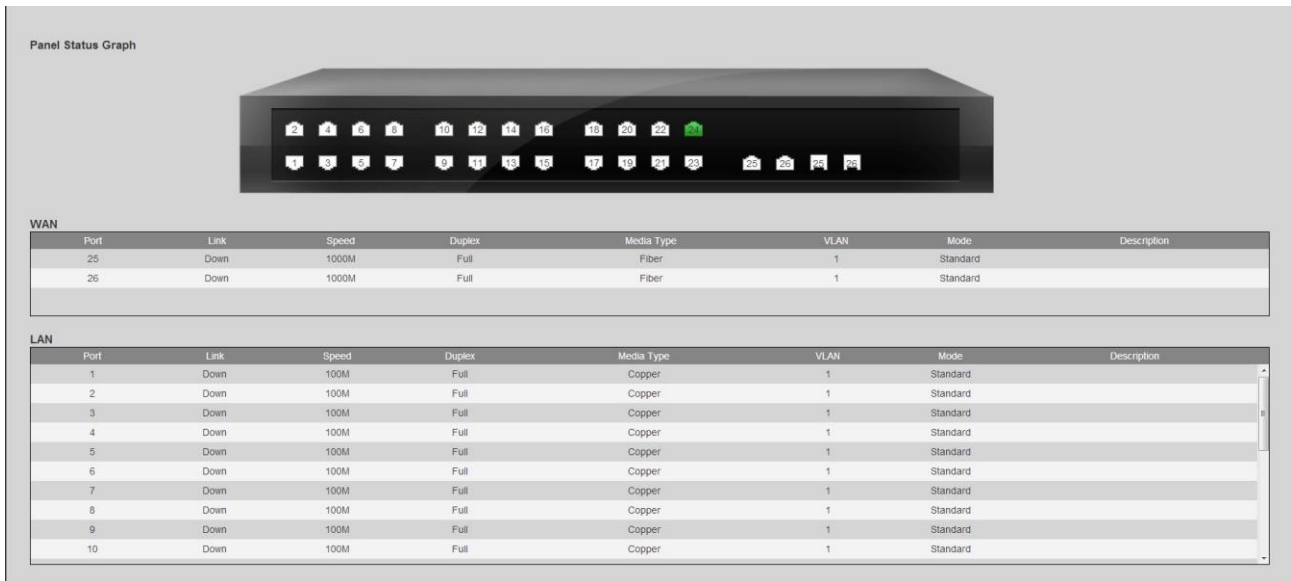 Panel Status Graph
2 4 6 8 10 12 14 16 18 20 22 24
1 3 5 7 9 11 13 15 17 19 21 23 25 26 25 26
WAN
Port Link Speed Duplex Media Type VLAN Mode Description
25 Down 1000M Full Fiber 1 Standard
26 Down 1000M Full Fiber 1 Standard
LAN
Port Link Speed Duplex Media Type VLAN Mode Description
1 Down 100M Full Copper 1 Standard
2 Down 100M Full Copper 1 Standard
3 Down 100M Full Copper 1 Standard
4 Down 100M Full Copper 1 Standard
5 Down 100M Full Copper 1 Standard
6 Down 100M Full Copper 1 Standard
7 Down 100M Full Copper 1 Standard
8 Down 100M Full Copper 1 Standard
9 Down 100M Full Copper 1 Standard
10 Down 100M Full Copper 1 Standard